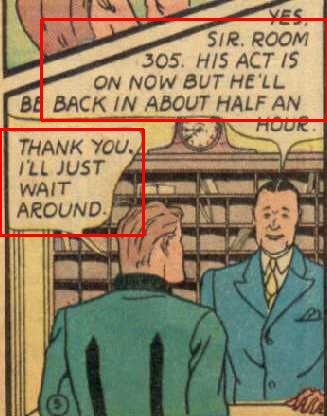 YES,
SIR. ROOM
305. HIS ACT IS
ON NOW BUT HE'LL
BE BACK IN ABOUT HALF AN
HOUR.
THANK YOU.
I'LL JUST
WAIT
AROUND.
5